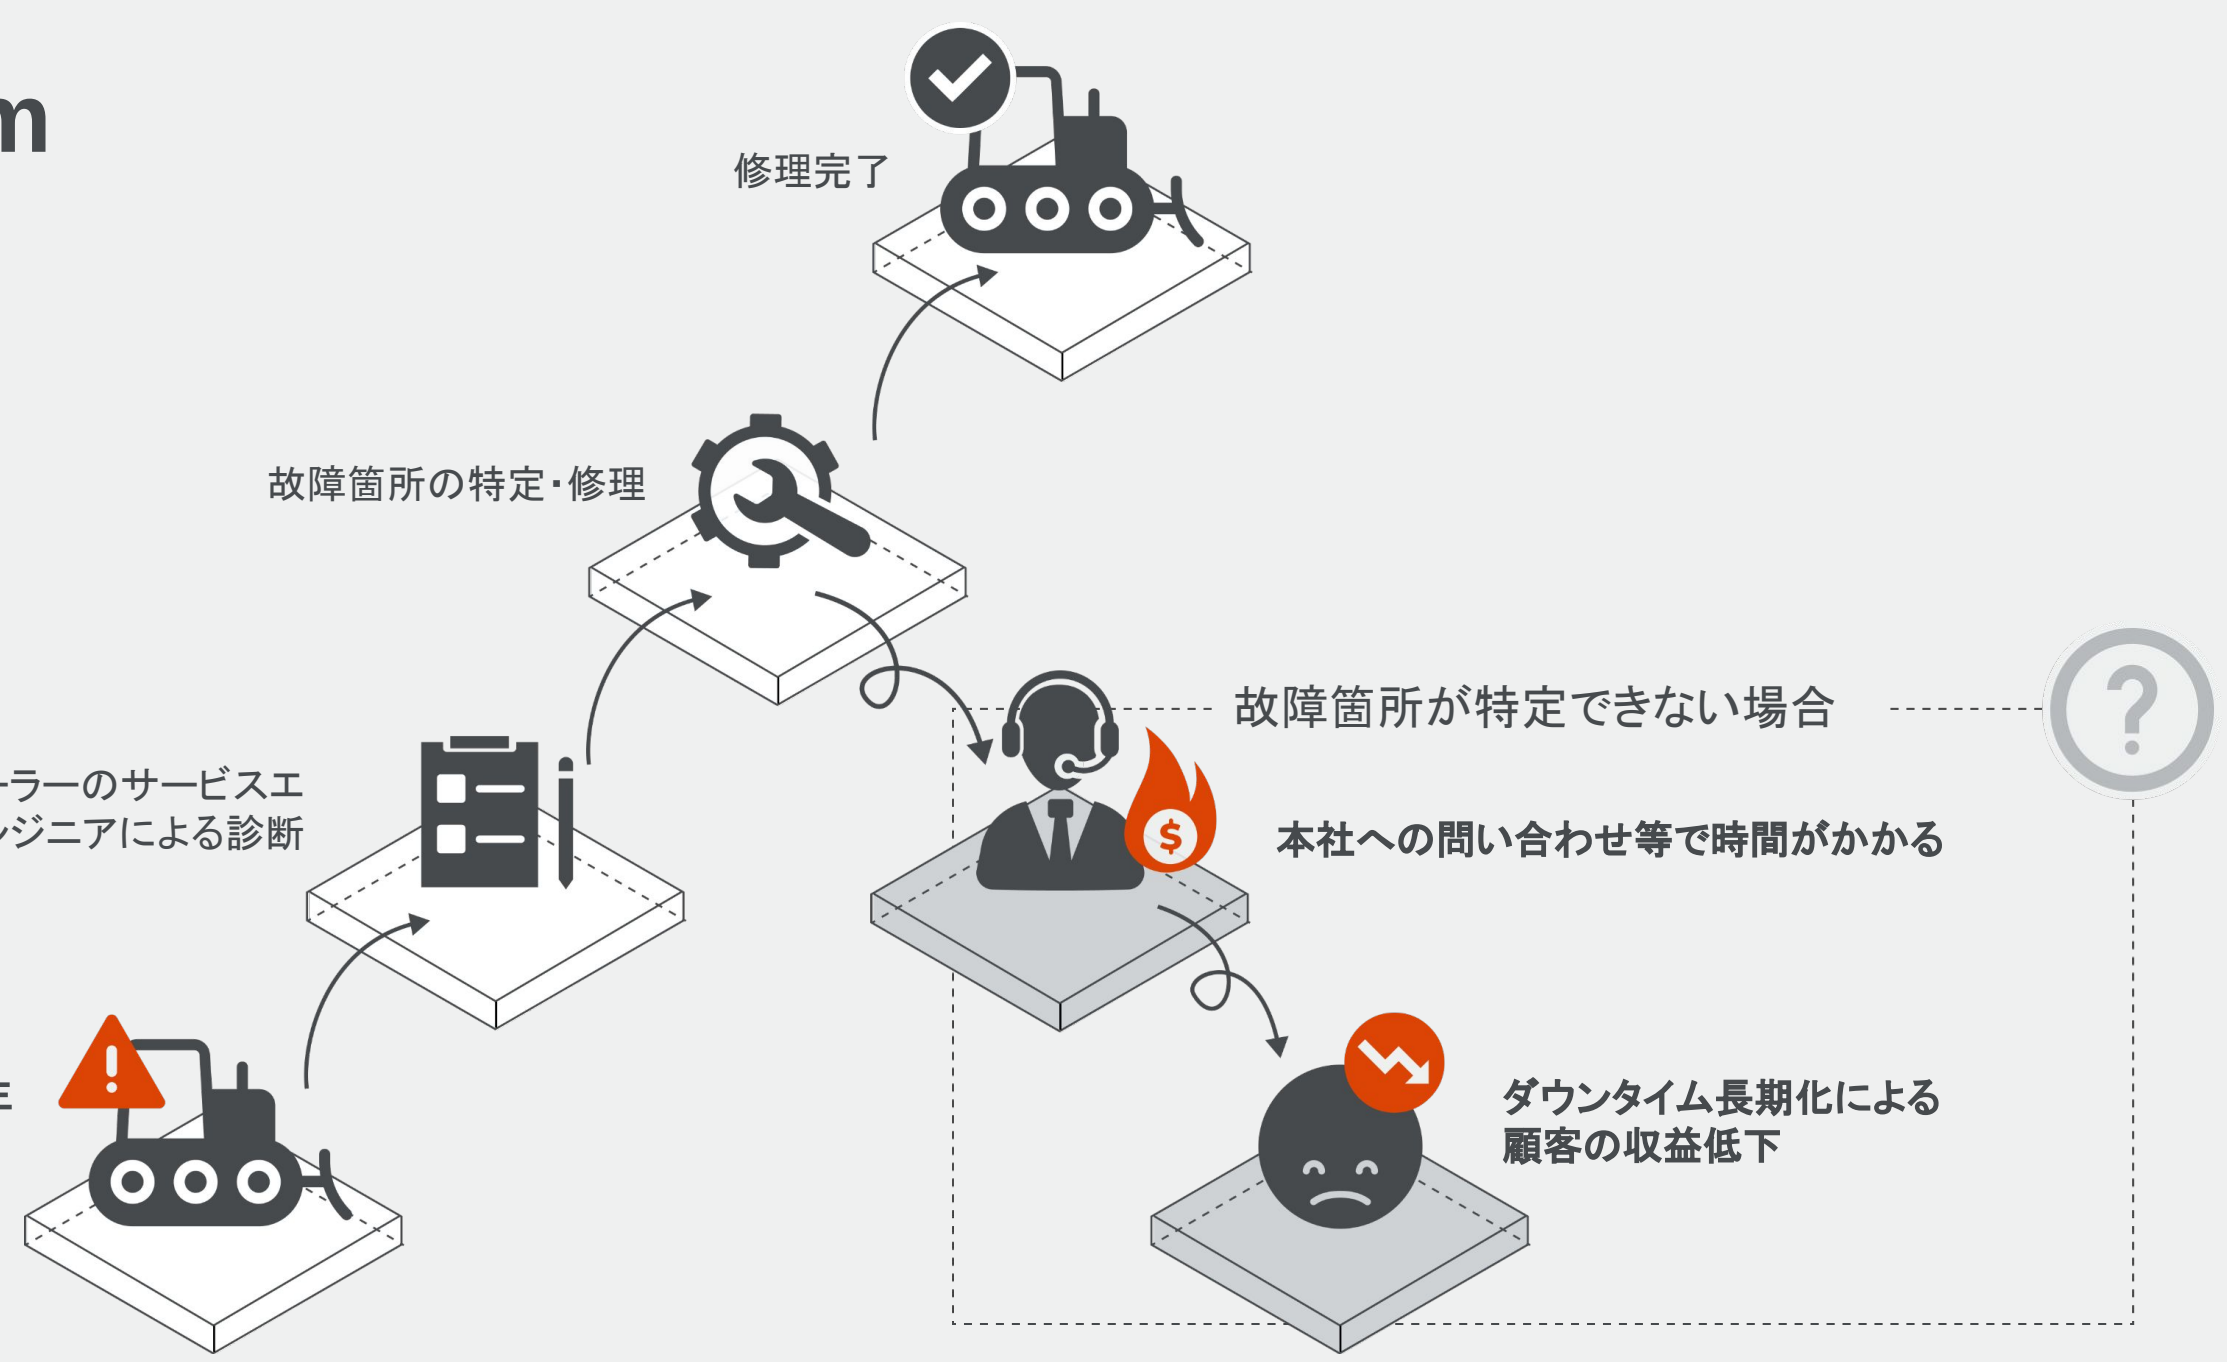 m
修理完了
故障箇所の特定・修理
故障箇所が特定できない場合
?
ーラーのサービスエ
ンジニアによる診断
$
本社への問い合わせ等で時間がかかる
!
ダウンタイム長期化による
顧客の収益低下